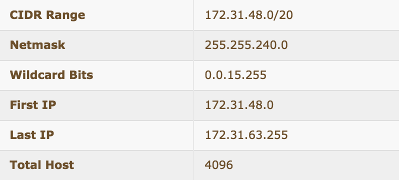 CIDR Range 172.31.48.0/20
Netmask 255.255.240.0
Wildcard Bits 0.0.15.255
First IP 172.31.48.0
Last IP 172.31.63.255
Total Host 4096